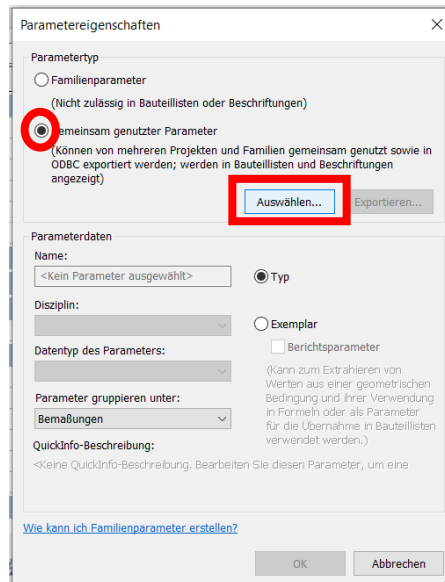 Parametereigenschaften
Parametertyp
Familienparameter
(Nicht zulässig in Bauteillisten oder Beschriftungen)
Gemeinsam genutzter Parameter
(Können von mehreren Projekten und Familien gemeinsam genutzt sowie in
ODBC exportiert werden; werden in Bauteillisten und Beschriftungen
angezeigt)
Auswählen...
Exportieren...
Parameterdaten
Name:
<Kein Parameter ausgewählt>
Typ
Disziplin:
Exemplar
Berichtsparameter
Datentyp des Parameters:
(Kann zum Extrahieren von
Werten aus einer geometrischen
Bedingung und ihrer Verwendung
in Formeln oder als Parameter
für die Übernahme in Bauteillisten
verwendet werden.)
Parameter gruppieren unter:
Bemaßungen
QuickInfo-Beschreibung:
<Keine QuickInfo-Beschreibung. Bearbeiten Sie diesen Parameter, um eine
Wie kann ich Familienparameter erstellen?
OK
Abbrechen